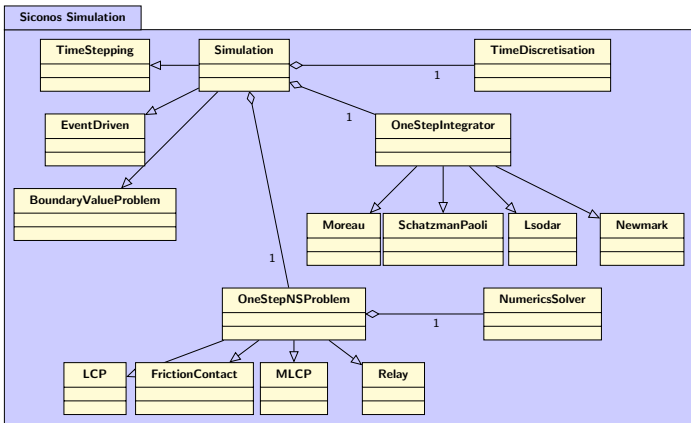 Siconos Simulation
TimeStepping
Simulation
TimeDiscretisation
1
EventDriven
1
OneStepIntegrator
BoundaryValueProblem
Moreau
SchatzmanPaoli
Lsodar
Newmark
1
OneStepNSProblem
NumericsSolver
1
LCP
FrictionContact
MLCP
Relay